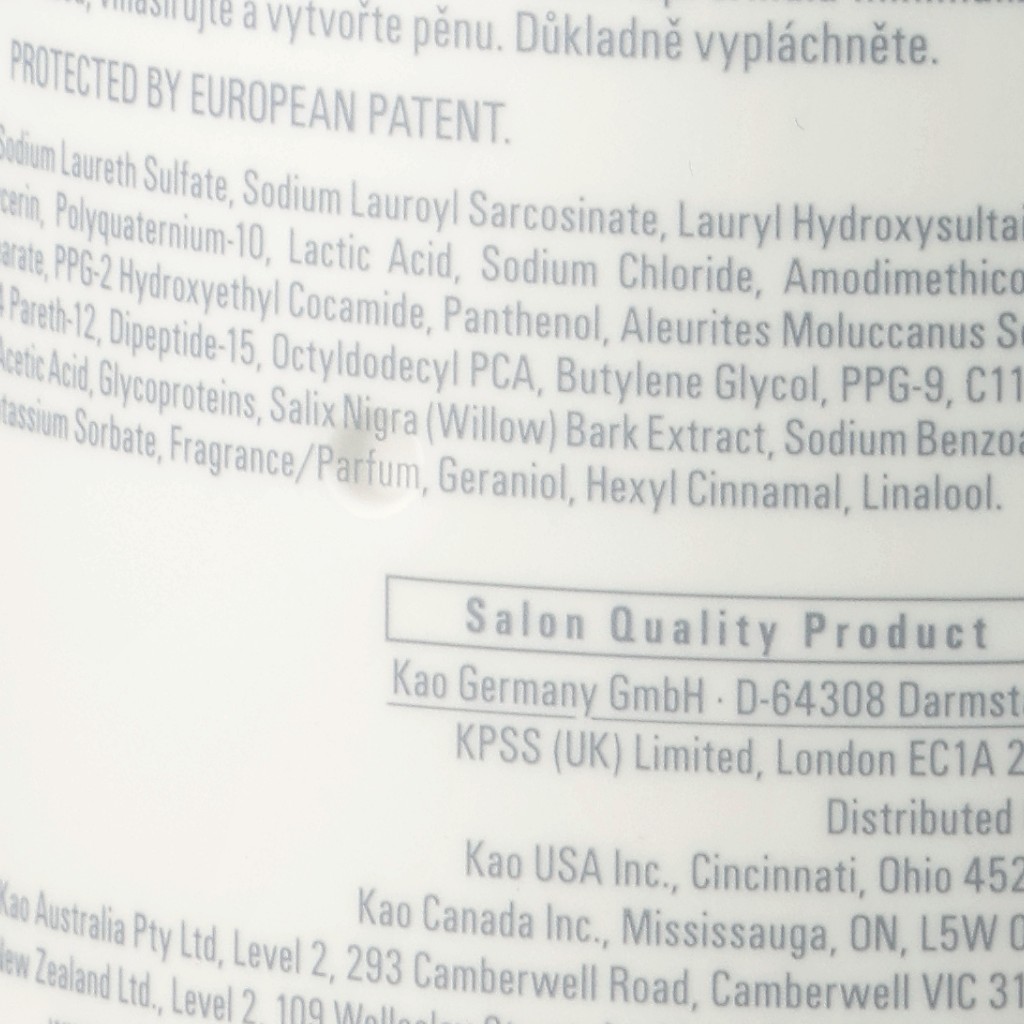 a vytvořte pěnu. Důkladně vypláchněte.
PROTECTED BY EUROPEAN PATENT.
Sodium Laureth Sulfate, Sodium Lauroyl Sarcosinate, Lauryl Hydroxysultai
cerin, Polyquaternium-10, Lactic Acid, Sodium Chloride, Amodimethico
arate, PPG-2 Hydroxyethyl Cocamide, Panthenol, Aleurites Moluccanus S
Pareth-12, Dipeptide-15, Octyldodecyl PCA, Butylene Glycol, PPG-9, C11
Acetic Acid, Glycoproteins, Salix Nigra (Willow) Bark Extract, Sodium Benzoa
tassium Sorbate, Fragrance/Parfum, Geraniol, Hexyl Cinnamal, Linalool.
Salon Quality Product
Kao Germany GmbH · D-64308 Darmsta
KPSS (UK) Limited, London EC1A 2
Distributed
Kao USA Inc., Cincinnati, Ohio 452
Kao Canada Inc., Mississauga, ON, L5W
Kao Australia Pty Ltd, Level 2, 293 Camberwell Road, Camberwell VIC 31
New Zealand Ltd., Level 2, 109